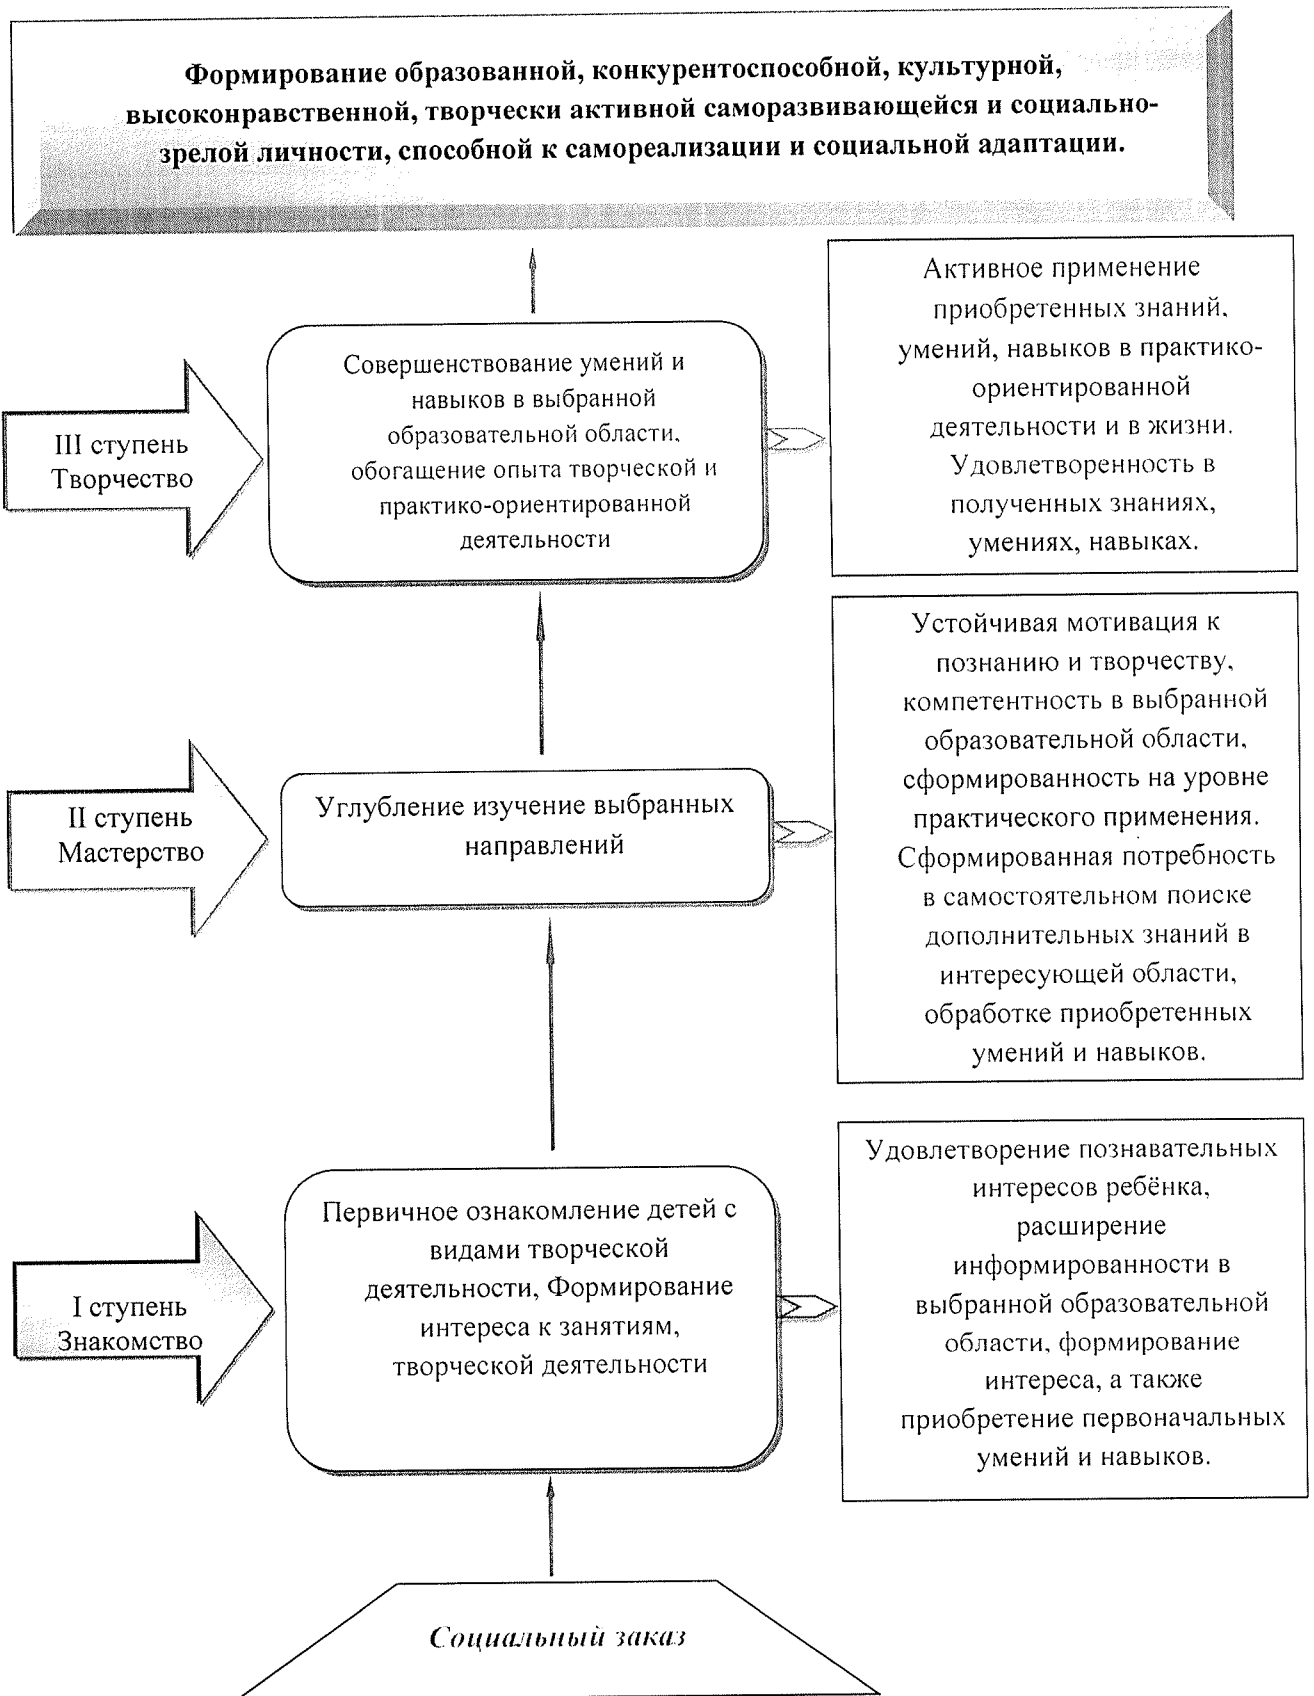 Формирование образованной, конкурентоспособной, культурной,
высоконравственной, творчески активной саморазвивающейся и социально-
зрелой личности, способной к самореализации и социальной адаптации.
III ступень
Творчество
Совершенствование умений и
навыков в выбранной
образовательной области,
обогащение опыта творческой и
практико-ориентированной
деятельности
Активное применение
приобретенных знаний,
умений, навыков в практико-
ориентированной
деятельности и в жизни.
Удовлетворенность в
полученных знаниях,
умениях, навыках.
II ступень
Мастерство
Углубление изучение выбранных
направлений
Устойчивая мотивация к
познанию и творчеству,
компетентность в выбранной
образовательной области,
сформированность на уровне
практического применения.
Сформированная потребность
в самостоятельном поиске
дополнительных знаний в
интересующей области,
обработке приобретенных
умений и навыков.
I ступень
Знакомство
Первичное ознакомление детей с
видами творческой
деятельности, Формирование
интереса к занятиям,
творческой деятельности
Удовлетворение познавательных
интересов ребёнка,
расширение
информированности в
выбранной образовательной
области, формирование
интереса, а также
приобретение первоначальных
умений и навыков.
Социальный заказ